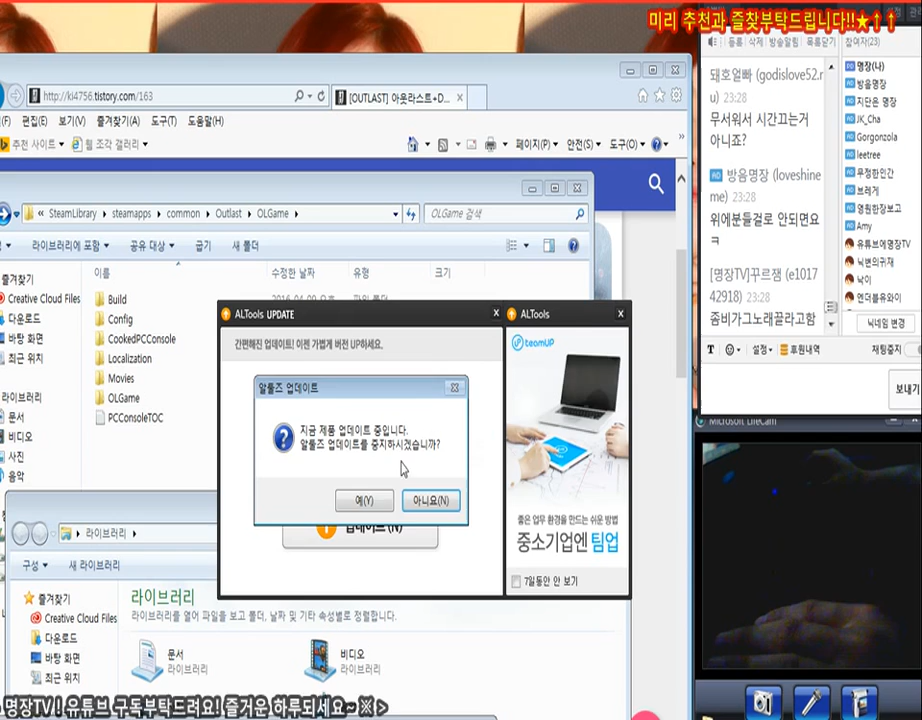 미리 추천과 즐찾부탁드립니다!!★↑↑
http://ki4756.tistory.com/163
[OUTLAST] 아웃라스트+D...
편집(E) 보기(V) 즐겨찾기(A) 도구(T) 도움말(H)
추천 사이트 웹 조각 갤러리
페이지(P) 안전(S) 도구(O)
« SteamLibrary steamapps common Outlast OLGame
OLGame 검색
라이브러리에 포함 공유 대상 굽기 새 폴더
이름 수정한 날짜 유형 크기
즐겨찾기
Creative Cloud Files
다운로드
바탕 화면
최근 위치
라이브러리
문서
비디오
사진
음악
Build
Config
CookedPCConsole
Localization
Movies
OLGame
PCConsoleTOC
ALTools UPDATE
간편해진 업데이트! 이젠 가볍게 버전 UP하세요.
알툴즈 업데이트
지금 제품 업데이트 중입니다.
알툴즈 업데이트를 중지하시겠습니까?
예(Y) 아니요(N)
ALTools
teamUP
좋은 업무 환경을 만드는 쉬운 방법
중소기업엔 팀업
7일동안 안 보기
라이브러리
구성 새 라이브러리
즐겨찾기
Creative Cloud Files
다운로드
바탕 화면
최근 위치
라이브러리
라이브러리를 열어 파일을 보고 폴더, 날짜 및 기타 속성별로 정렬합니다.
문서
라이브러리
비디오
라이브러리
등록 삭제 방송알림 목록닫기
참여자(23)
돼호얼빠 (godislove52.r
u) 23:28
무서워서 시간끄는거
아니죠?
방음명장 (loveshine
me) 23:28
위에분들걸로 안되면요
ㅋ
[명장TV]꾸르잼 (e1017
42918) 23:28
좀비가그노래끌라고함
명장(나)
방음명장
지단은 명장
JK_Cha
Gorgonzola
leetree
무정한인간
브레게
영원한장보고
Amy
유튜브에명장TV
닉변의귀재
낙이
엔더블유와이
닉네임 변경
T 설정 후원내역 채팅중지
보내기
Microsoft LifeCam
명장TV ! 유튜브 구독부탁드려요! 즐거운 하루되세요~※ >